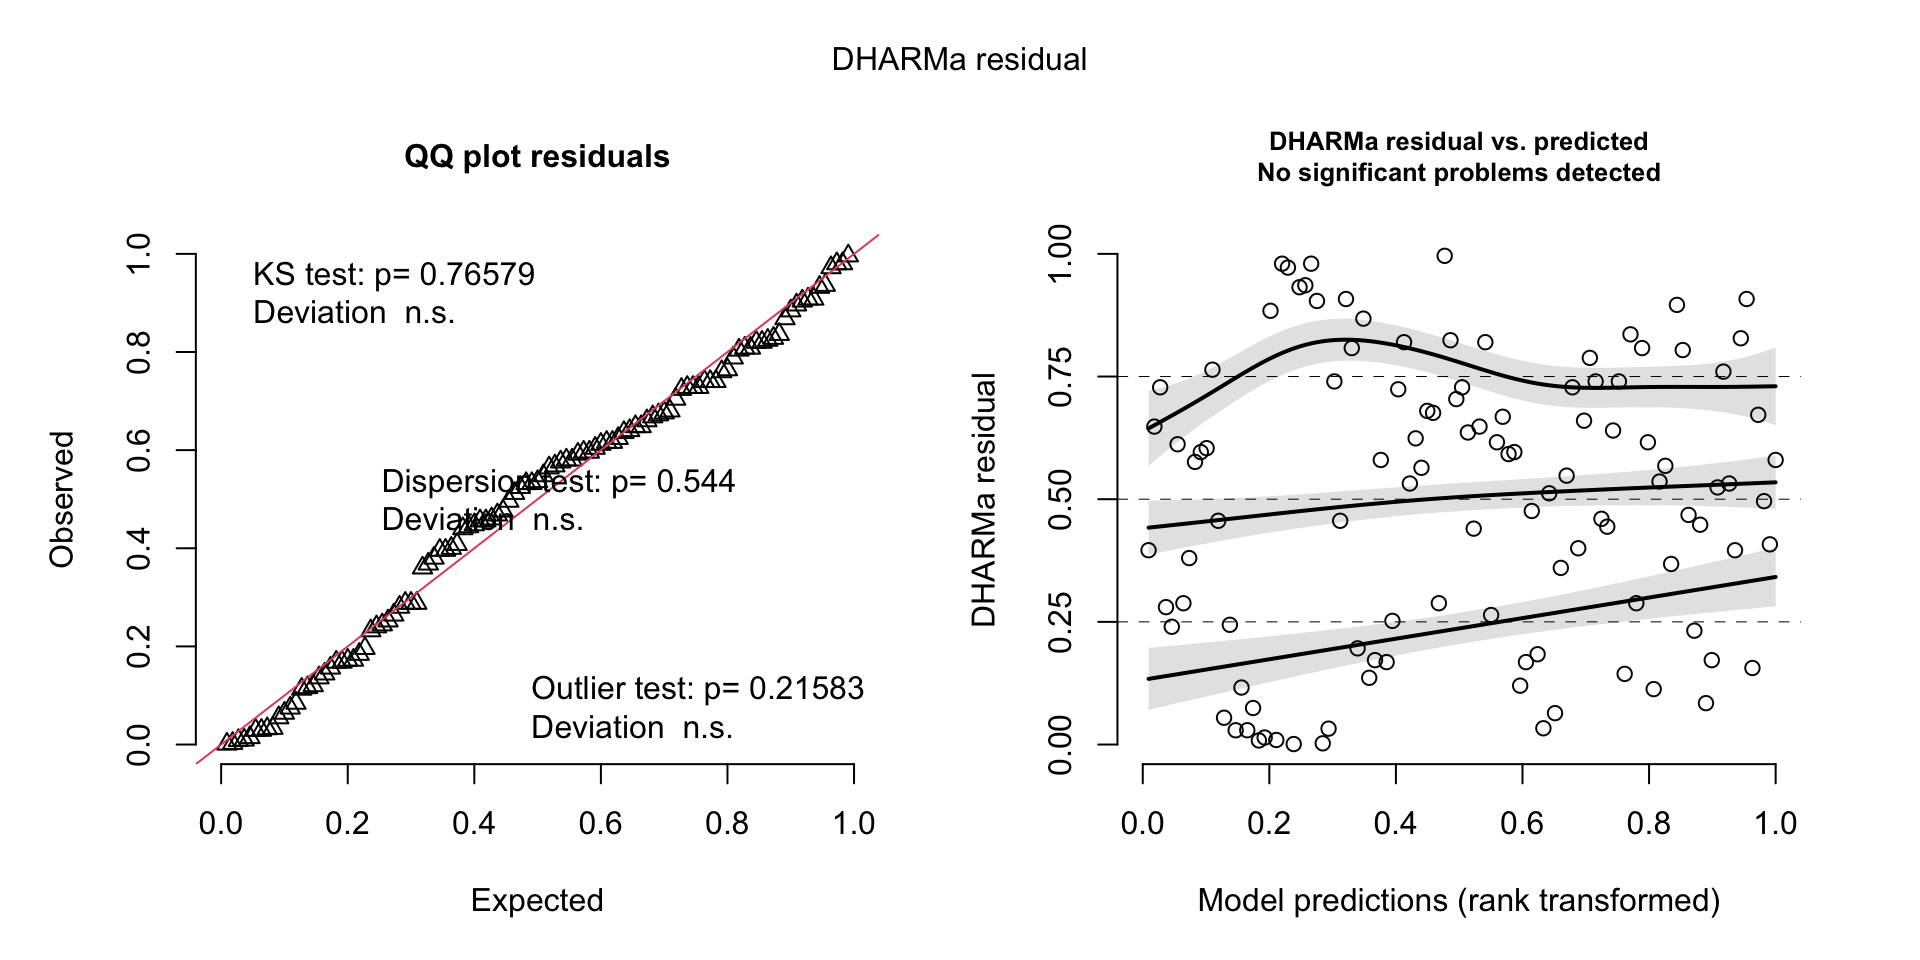 DHARMa residual
QQ plot residuals
KS test: p= 0.76579
Deviation  n.s.
Dispersion test: p= 0.544
Deviation  n.s.
Outlier test: p= 0.21583
Deviation  n.s.
Observed
0.0 0.2 0.4 0.6 0.8 1.0
0.0 0.2 0.4 0.6 0.8 1.0
Expected
DHARMa residual vs. predicted
No significant problems detected
DHARMa residual
0.00 0.25 0.50 0.75 1.00
0.0 0.2 0.4 0.6 0.8 1.0
Model predictions (rank transformed)